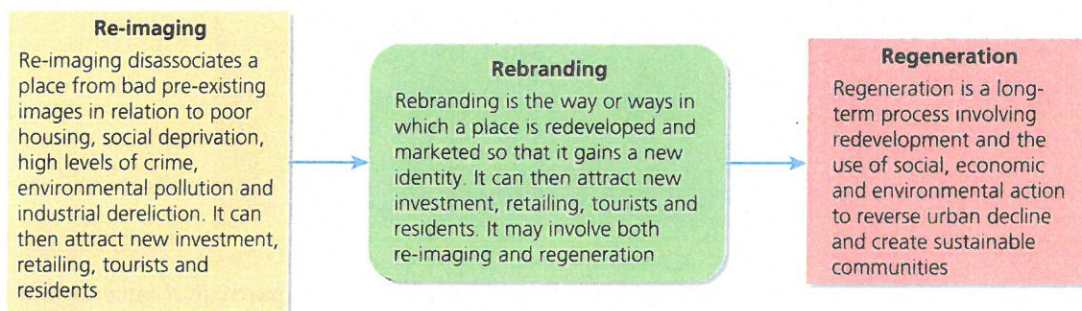 Re-imaging
Re-imaging disassociates a
place from bad pre-existing
images in relation to poor
housing, social deprivation,
high levels of crime,
environmental pollution and
industrial dereliction. It can
then attract new investment,
retailing, tourists and
residents
Rebranding
Rebranding is the way or ways in
which a place is redeveloped and
marketed so that it gains a new
identity. It can then attract new
investment, retailing, tourists and
residents. It may involve both
re-imaging and regeneration
Regeneration
Regeneration is a long-
term process involving
redevelopment and the
use of social, economic
and environmental action
to reverse urban decline
and create sustainable
communities